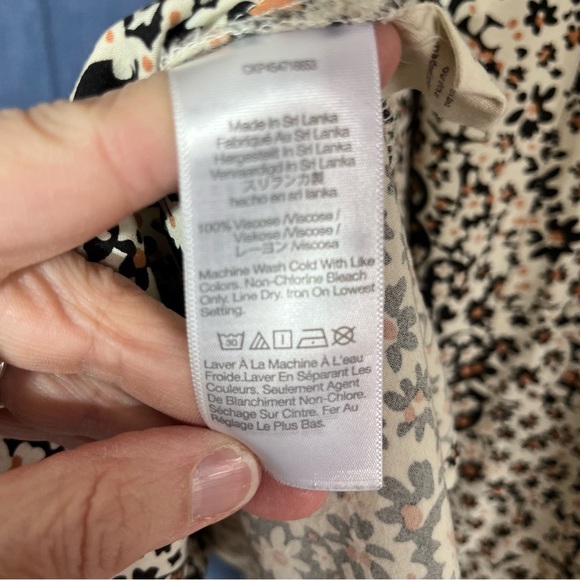 Made In Sri Lanka
Fabriqué Au Sri Lanka
Hergestellt In Sri Lanka
Vervaardigd In Sri Lanka
スリランカ製
hecho en sri lanka
100% Viscose /Viscose /
Viskose /Viscose /
レーヨン /Viscosa
Machine Wash Cold With Like
Colors. Non-Chlorine Bleach
Only. Line Dry. Iron On Lowest
Setting.
30
Laver À La Machine À L'eau
Froide.Laver En Séparant Les
Couleurs. Seulement Agent
De Blanchiment Non-Chlore.
Séchage Sur Cintre. Fer Au
Réglage Le Plus Bas.